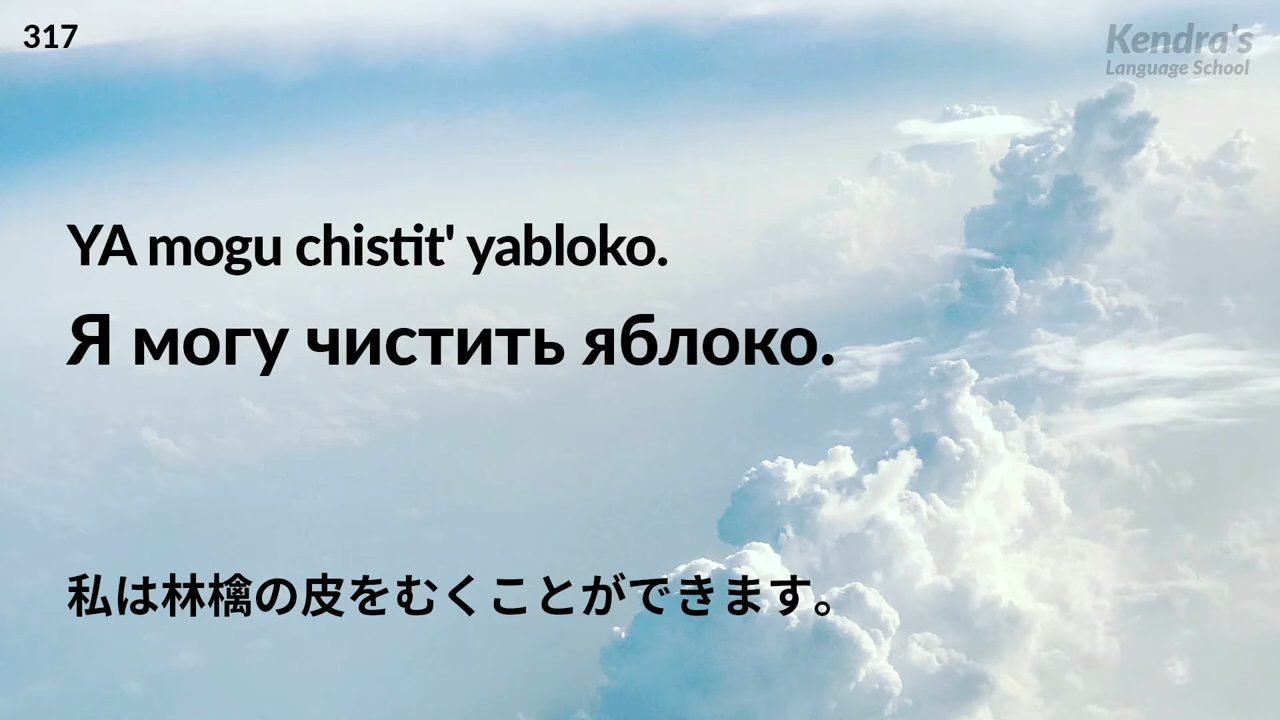 317
Kendra's
Language School
YA mogu chistit' yabloko.
Я могу чистить яблоко.
私は林檎の皮をむくことができます。